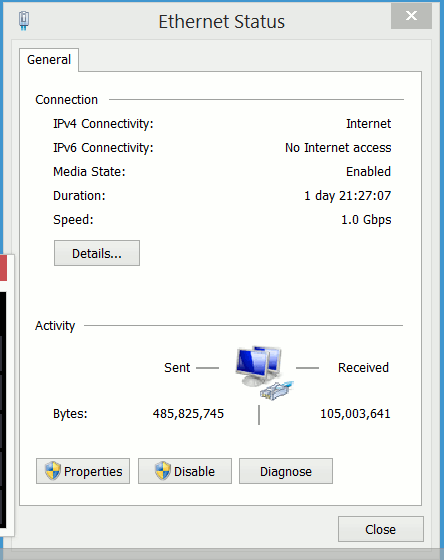 Ethernet Status
General
Connection
IPv4 Connectivity: Internet
IPv6 Connectivity: No Internet access
Media State: Enabled
Duration: 1 day 21:27:07
Speed: 1.0 Gbps
Details...
Activity
Sent Received
Bytes: 485,825,745 105,003,641
Properties Disable Diagnose
Close